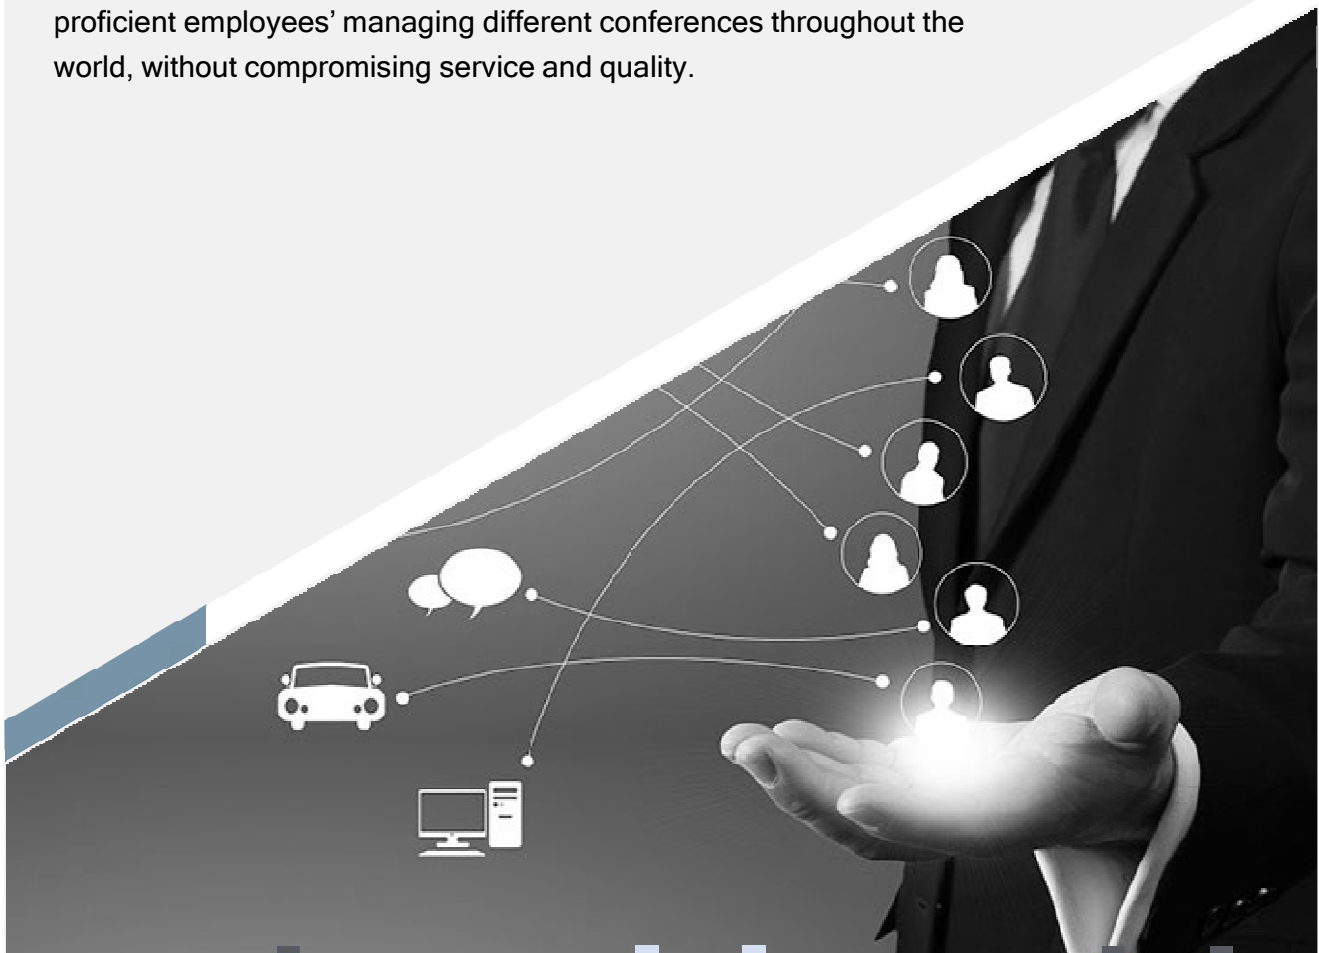 proficient employees’ managing different conferences throughout the
world, without compromising service and quality.